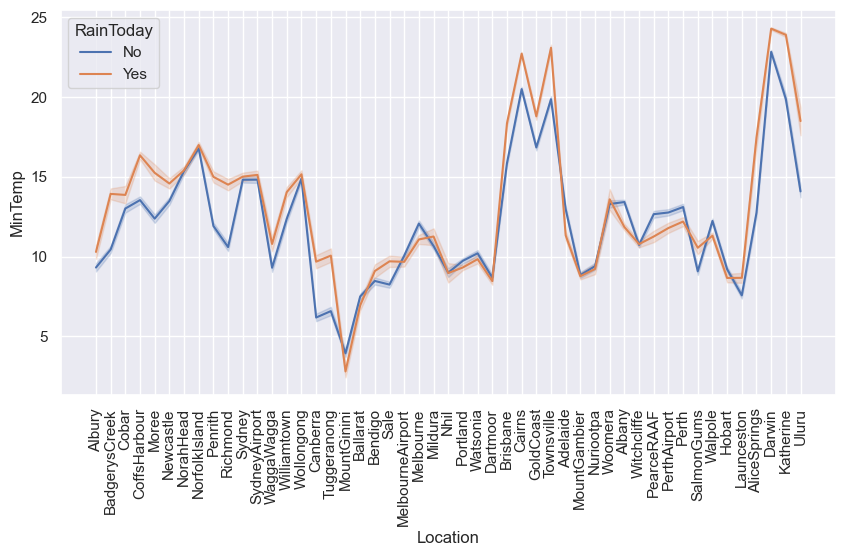 RainToday
No
Yes
25
20
15
10
5
MinTemp
Albury
BadgerysCreek
Cobar
CoffsHarbour
Moree
Newcastle
NorahHead
NorfolkIsland
Penrith
Richmond
Sydney
SydneyAirport
WaggaWagga
Williamtown
Wollongong
Canberra
Tuggeranong
MountGinini
Ballarat
Bendigo
Sale
MelbourneAirport
Melbourne
Mildura
Nhil
Portland
Watsonia
Dartmoor
Brisbane
Cairns
GoldCoast
Townsville
Adelaide
MountGambier
Nuriootpa
Woomera
Albany
Witchcliffe
PearceRAAF
PerthAirport
Perth
SalmonGums
Walpole
Hobart
Launceston
AliceSprings
Darwin
Katherine
Uluru
Location